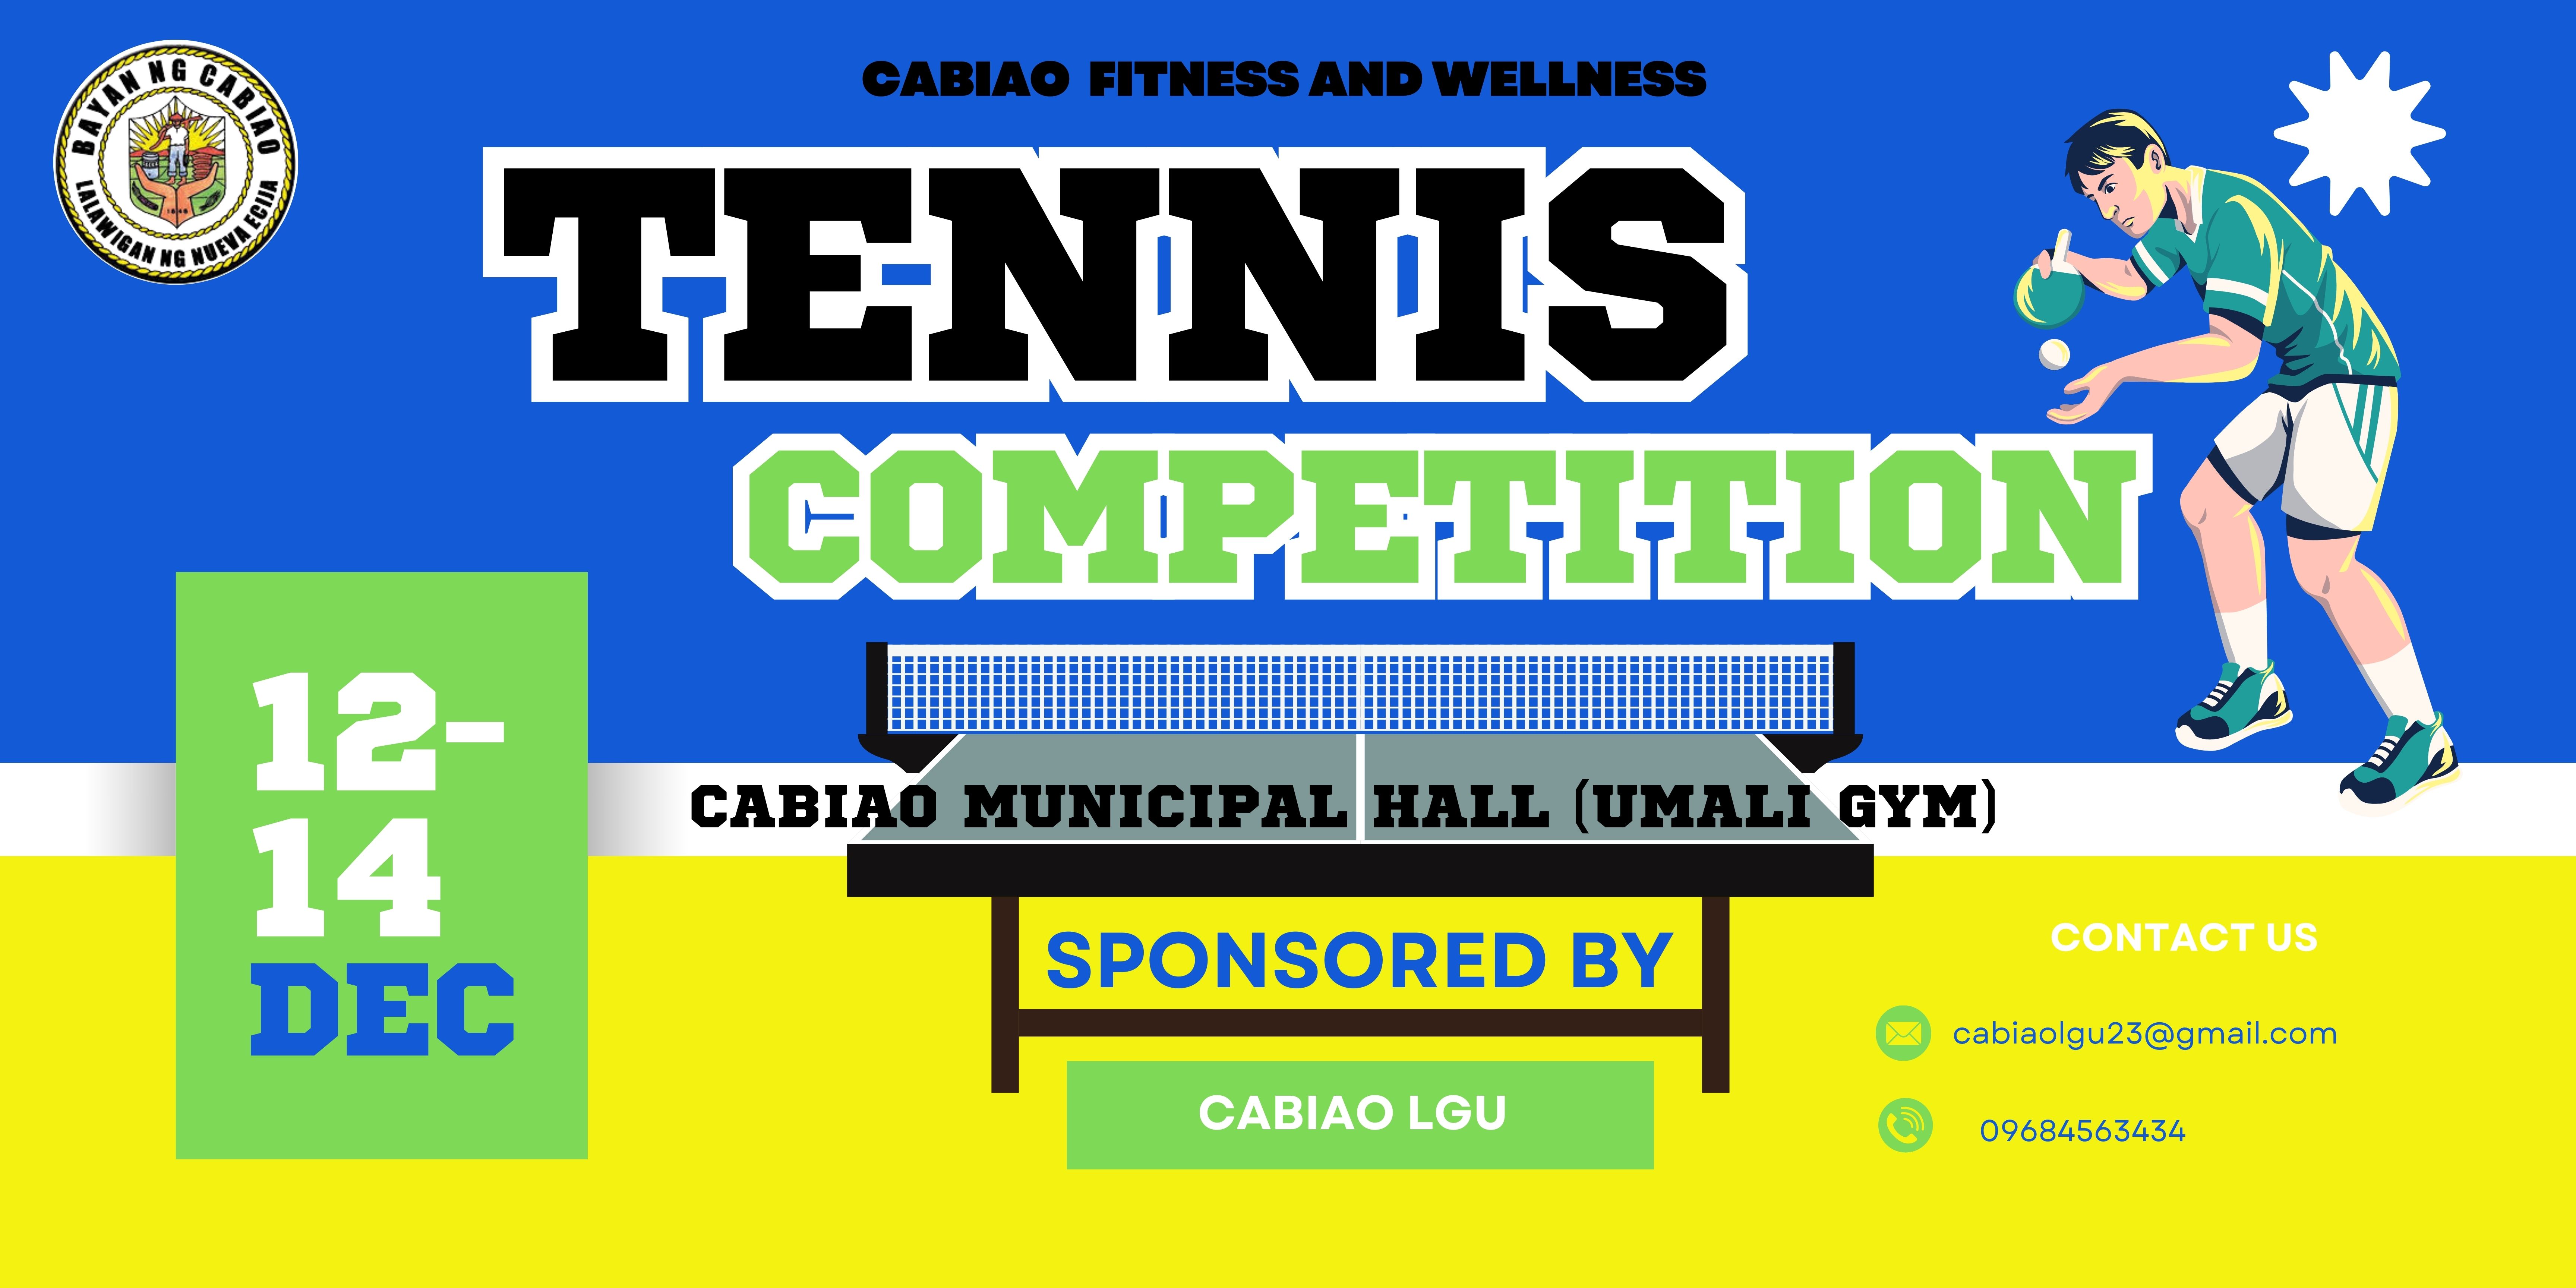 BAYAN NG CABIAO
LALAWIGAN NG NUEVA ECIJA
CABIAO FITNESS AND WELLNESS
TENNIS
COMPETITION
12-
14
DEC
CABIAO MUNICIPAL HALL (UMALI GYM)
SPONSORED BY
CABIAO LGU
CONTACT US
cabiaolgu23@gmail.com
09684563434